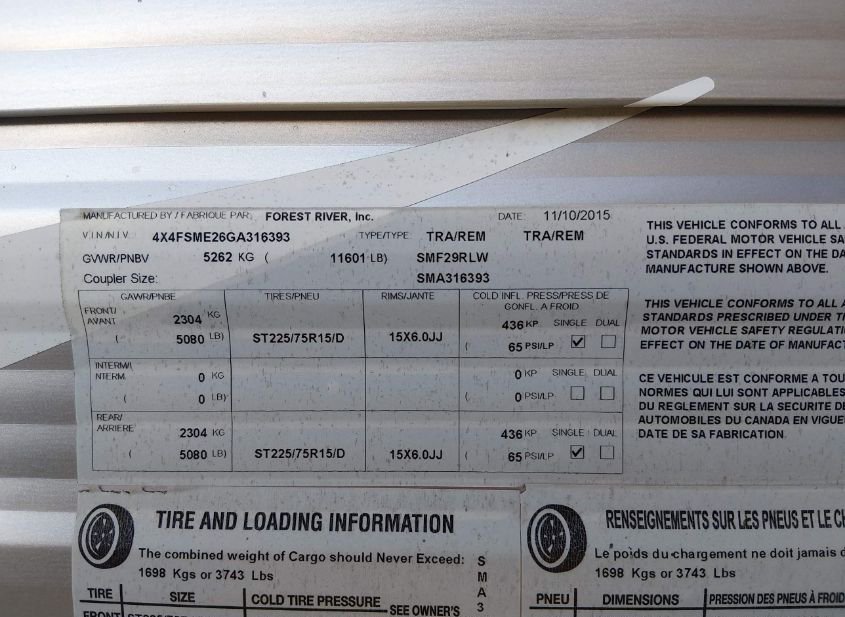 MANUFACTURED BY / FABRIQUE PAR: FOREST RIVER, Inc. DATE: 11/10/2015
V.I.N/N.I.V. 4X4FSME26GA316393 TYPE/TYPE: TRA/REM TRA/REM
GVWR/PNBV 5262 KG ( 11601 LB) SMF29RLW
Coupler Size: SMA316393
GAWR/PNBE TIRES/PNEU RIMS/JANTE COLD INFL. PRESS/PRESS DE
GONFL. A FROID
FRONT/
AVANT
2304 KG 436 KP SINGLE DUAL
( 5080 LB) ST225/75R15/D 15X6.0JJ ( 65 PSI/LP
INTERM/
NTERM.
0 KG 0 KP SINGLE DUAL
( 0 LB) ( 0 PSI/LP
REAR/
ARRIERE
2304 KG 436 KP SINGLE DUAL
( 5080 LB) ST225/75R15/D 15X6.0JJ ( 65 PSI/LP
THIS VEHICLE CONFORMS TO ALL
U.S. FEDERAL MOTOR VEHICLE SA
STANDARDS IN EFFECT ON THE DA
MANUFACTURE SHOWN ABOVE.
THIS VEHICLE CONFORMS TO ALL A
STANDARDS PRESCRIBED UNDER TH
MOTOR VEHICLE SAFETY REGULATI
EFFECT ON THE DATE OF MANUFACT
CE VEHICULE EST CONFORME A TOU
NORMES QUI LUI SONT APPLICABLES
DU REGLEMENT SUR LA SECURITE DE
AUTOMOBILES DU CANADA EN VIGUE
DATE DE SA FABRICATION.
TIRE AND LOADING INFORMATION
The combined weight of Cargo should Never Exceed:
1698 Kgs or 3743 Lbs
S
M
A
3
TIRE SIZE COLD TIRE PRESSURE SEE OWNER'S
FRONT ST225/75
RENSEIGNEMENTS SUR LES PNEUS ET LE CH
Le poids du chargement ne doit jamais d
1698 Kgs or 3743 Lbs
PNEU DIMENSIONS PRESSION DES PNEUS À FROID